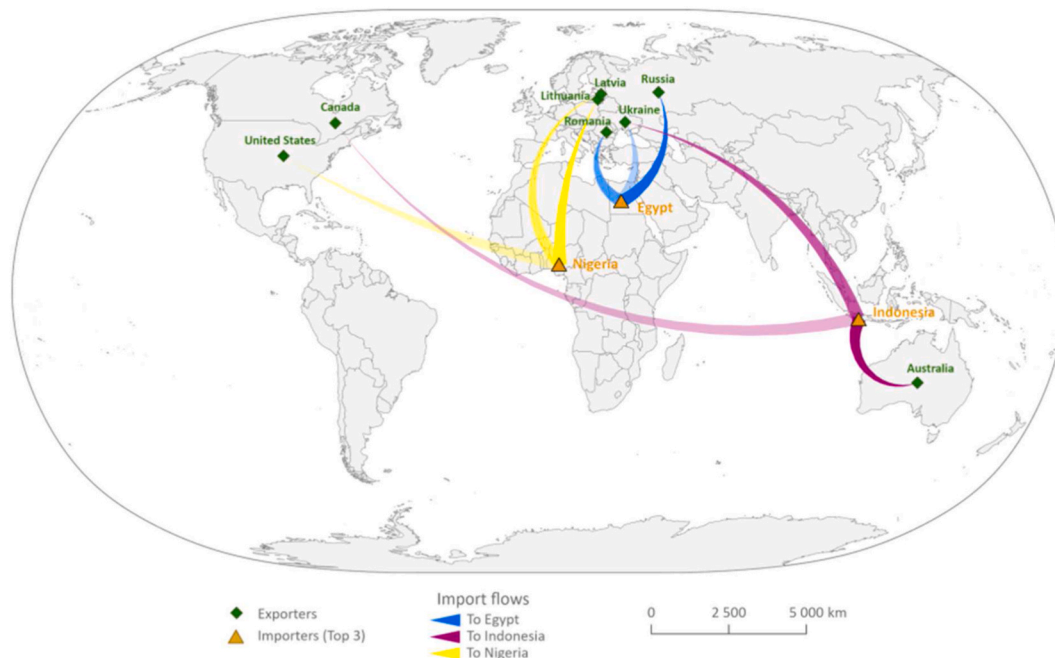 Latvia
Russia
Lithuania
Canada
Ukraine
Romania
United States
Egypt
Nigeria
Indonesia
Australia
Exporters
Importers (Top 3)
Import flows
To Egypt
To Indonesia
To Nigeria
0 2 500 5 000 km